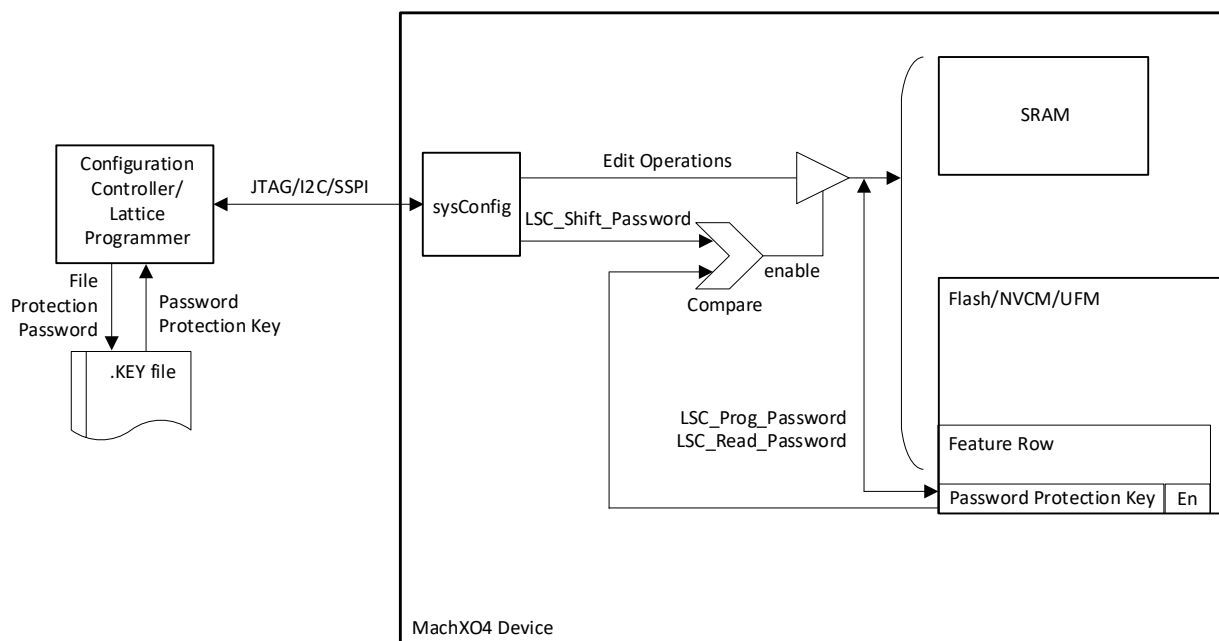 Configuration
Controller/
Lattice
Programmer
JTAG/I2C/SSPI
File
Protection
Password
Password
Protection Key
.KEY file
sysConfig
Edit Operations
LSC_Shift_Password
enable
Compare
SRAM
Flash/NVCM/UFM
LSC_Prog_Password
LSC_Read_Password
Feature Row
Password Protection Key
En
MachXO4 Device